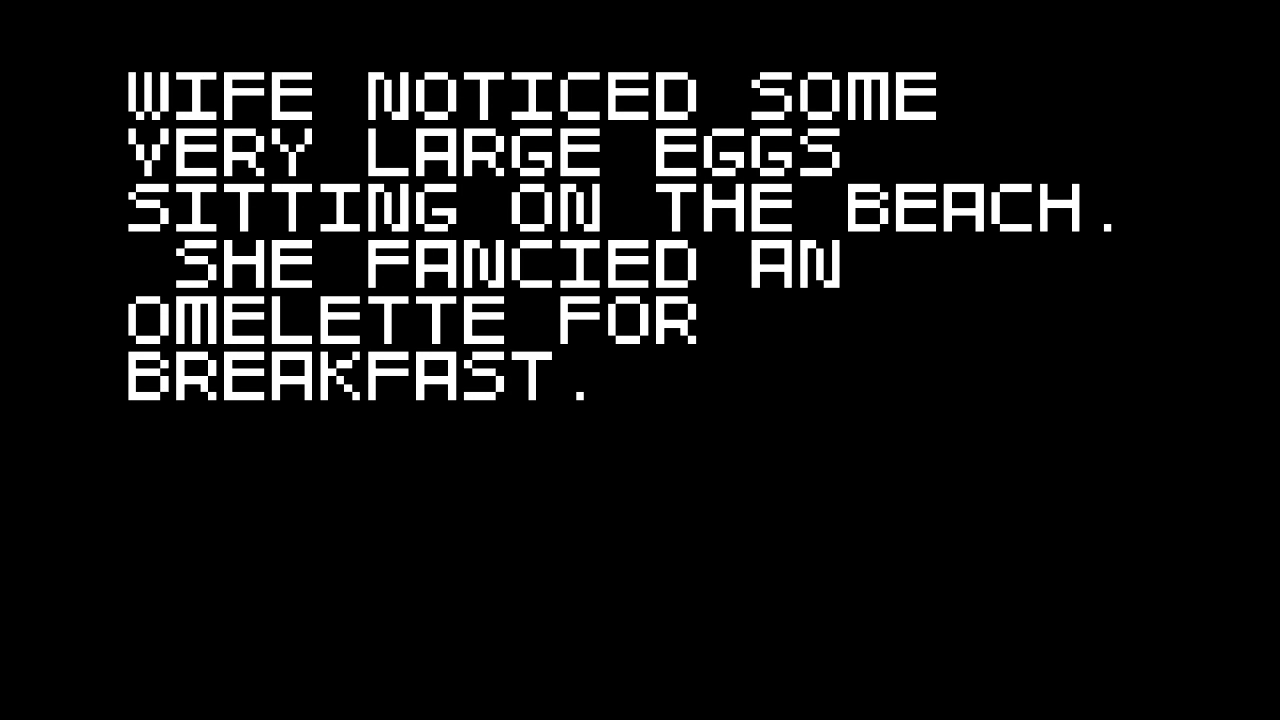 WIFE NOTICED SOME
VERY LARGE EGGS
SITTING ON THE BEACH.
SHE FANCIED AN
OMELETTE FOR
BREAKFAST.